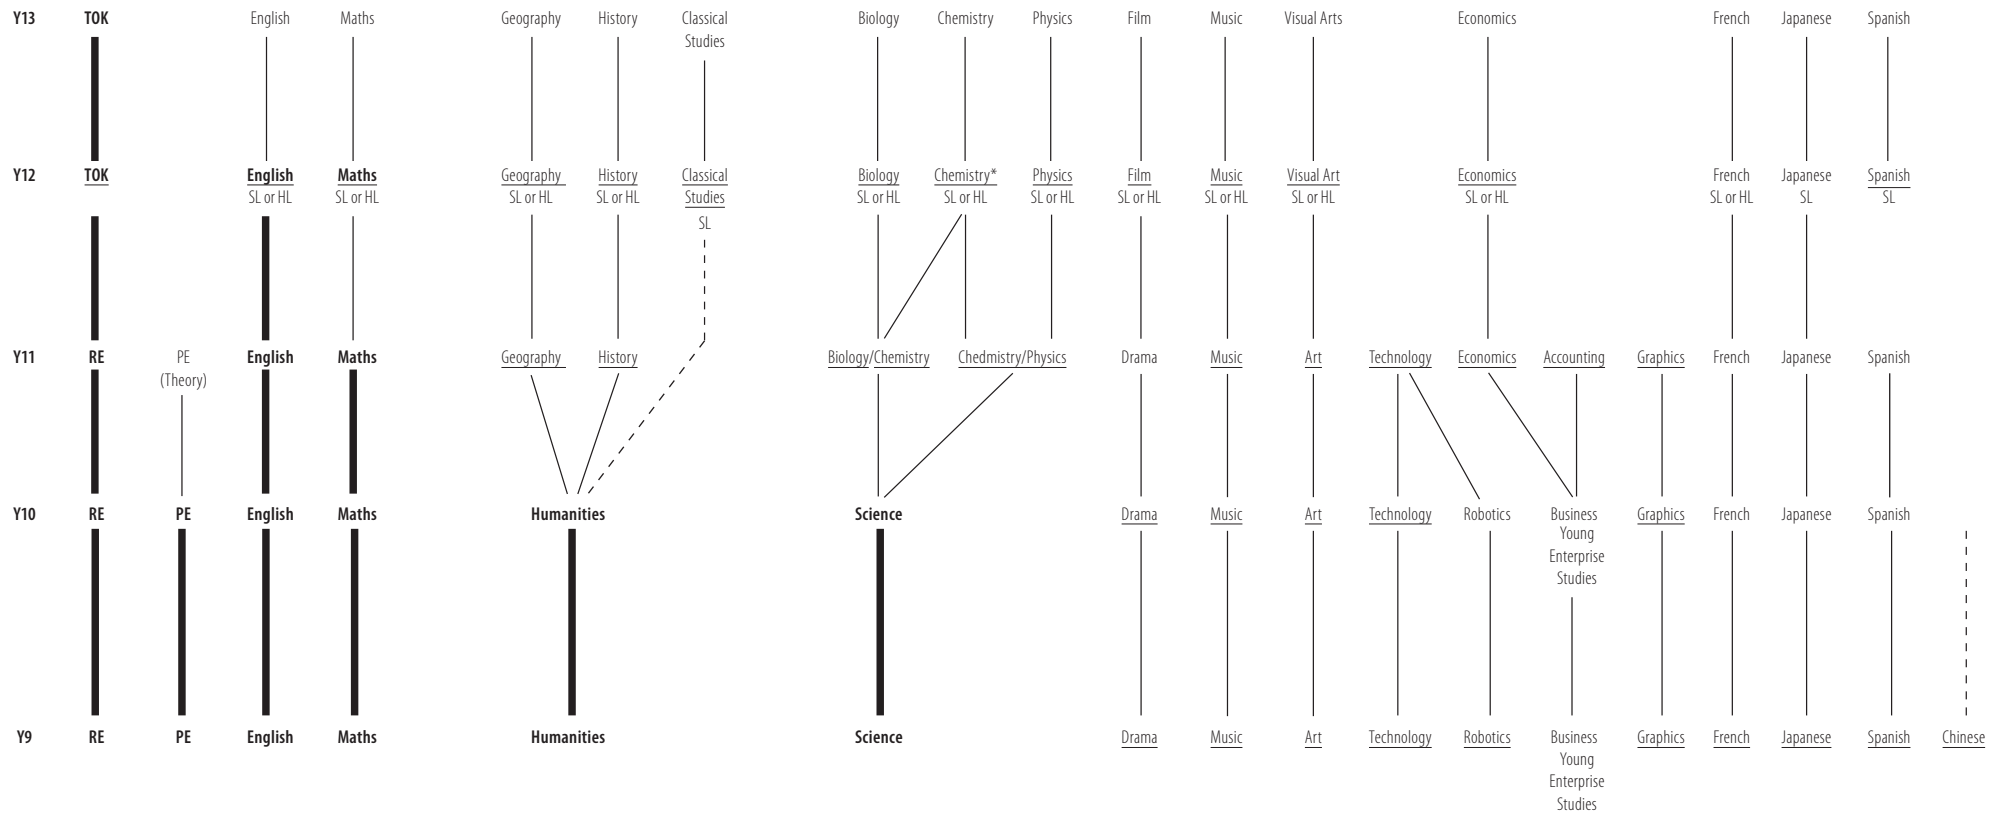 Y13 TOK English Maths Geography History Classical Biology Chemistry Physics Film Music Visual Arts Economics French Japanese Spanish
Studies
Y12 TOK English Maths Geography History Classical Biology Chemistry* Physics Film Music Visual Art Economics French Japanese Spanish
SL or HL SL or HL SL or HL SL or HL Studies SL or HL SL or HL SL or HL SL or HL SL or HL SL or HL SL or HL SL or HL SL SL
SL
Y11 RE PE English Maths Geography History Biology/Chemistry Chedmistry/Physics Drama Music Art Technology Economics Accounting Graphics French Japanese Spanish
(Theory)
Y10 RE PE English Maths Humanities Science Drama Music Art Technology Robotics Business Graphics French Japanese Spanish
Young
Enterprise
Studies
Y9 RE PE English Maths Humanities Science Drama Music Art Technology Robotics Business Graphics French Japanese Spanish Chinese
Young
Enterprise
Studies